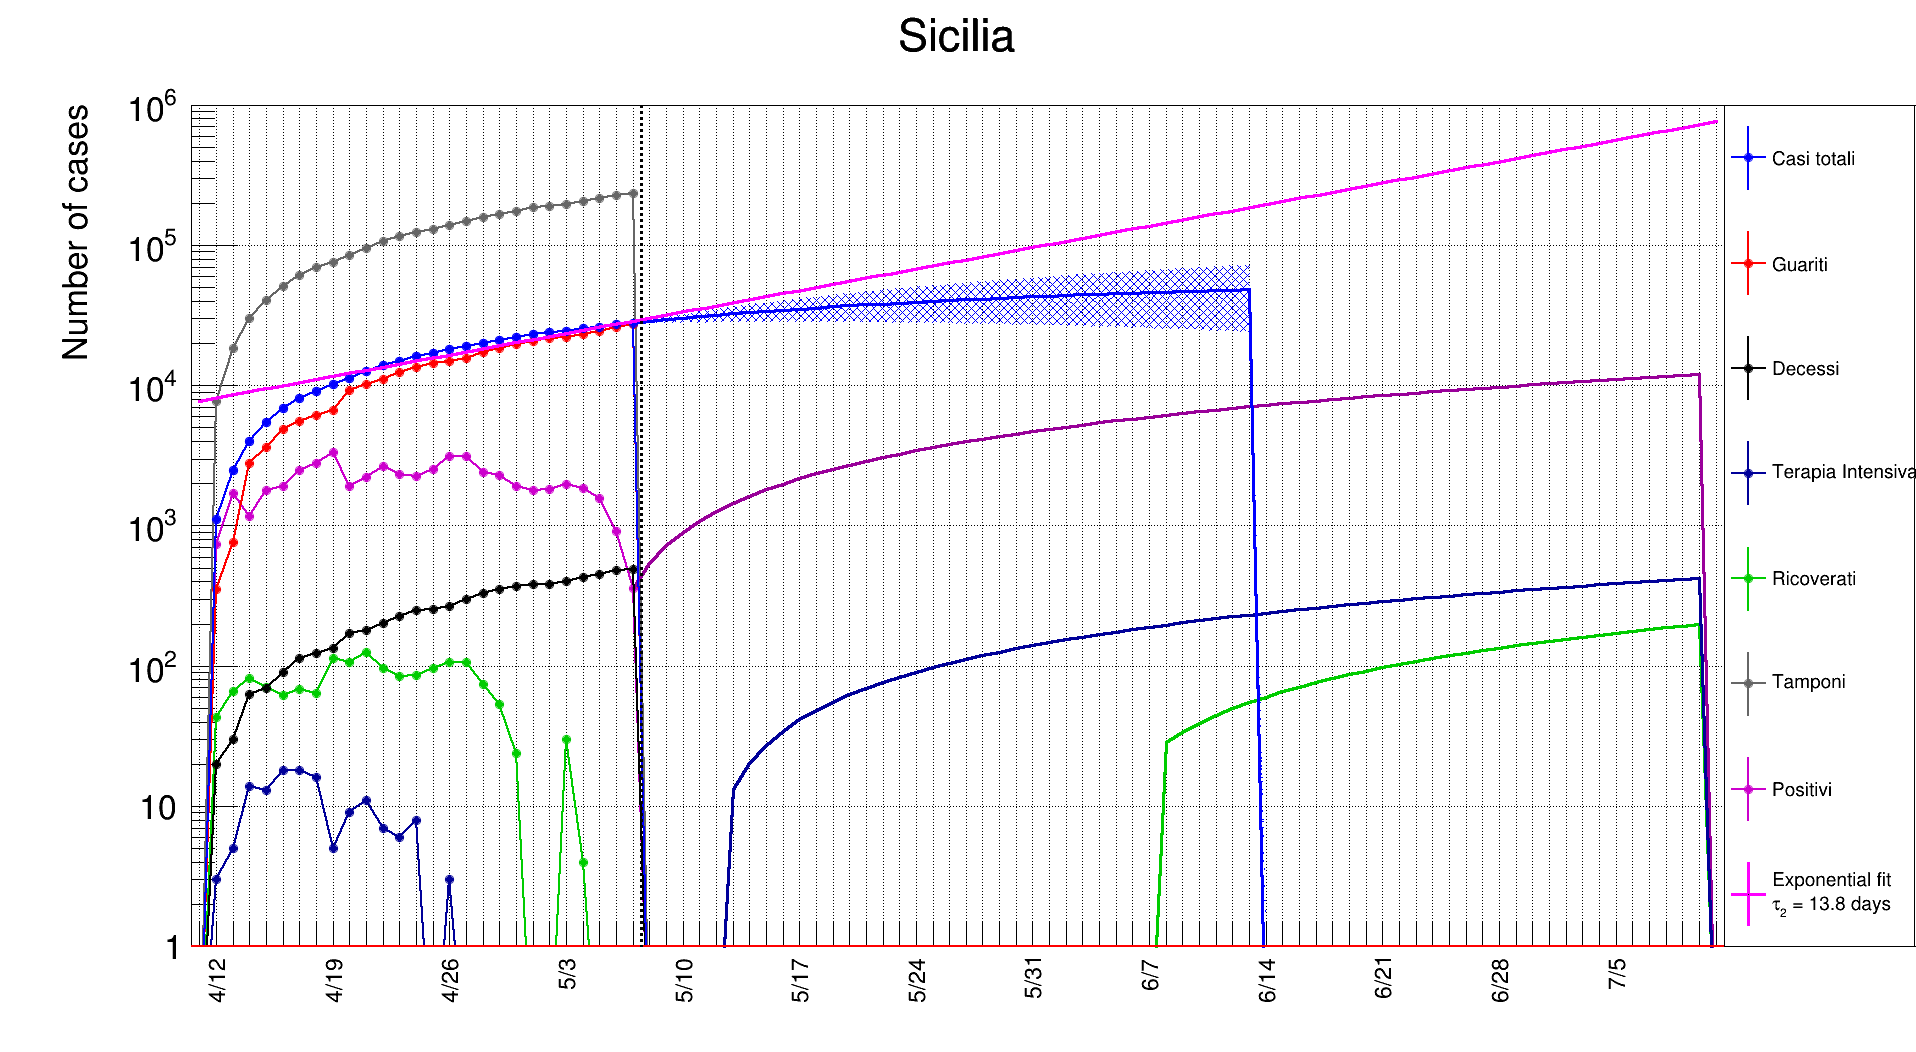 Sicilia
Number of cases
10^6
10^5
10^4
10^3
10^2
10
1
4/12
4/19
4/26
5/3
5/10
5/17
5/24
5/31
6/7
6/14
6/21
6/28
7/5
Casi totali
Guariti
Decessi
Terapia Intensiva
Ricoverati
Tamponi
Positivi
Exponential fit
τ_2 = 13.8 days